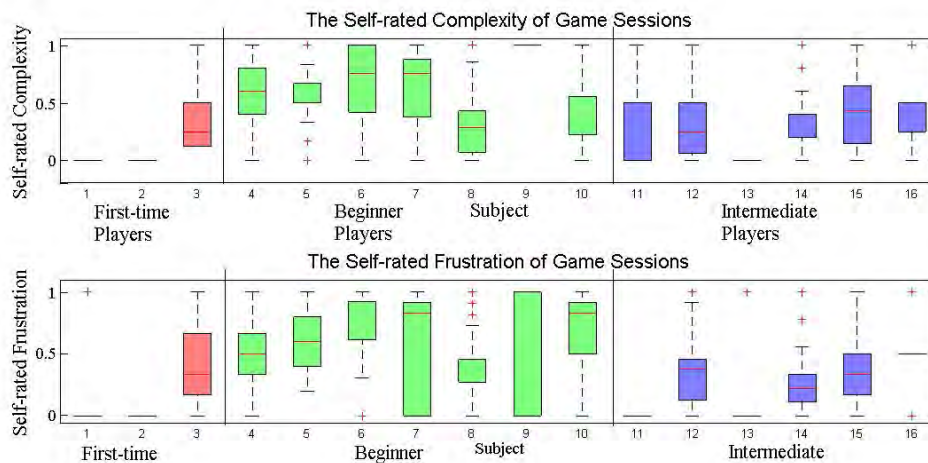 The Self-rated Complexity of Game Sessions
Self-rated Complexity
1
0.5
0
1 2 3 4 5 6 7 8 9 10 11 12 13 14 15 16
First-time Players
Beginner Players
Subject
Intermediate Players
The Self-rated Frustration of Game Sessions
Self-rated Frustration
1
0.5
0
1 2 3 4 5 6 7 8 9 10 11 12 13 14 15 16
First-time
Beginner
Subject
Intermediate